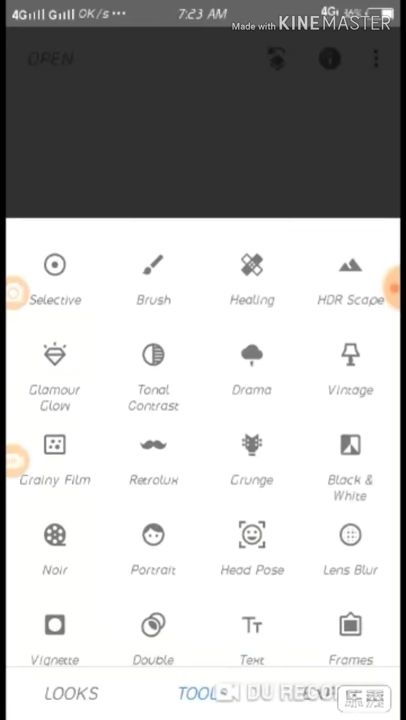 4G G 0K/s ... 7:23 AM 4G 36%
Made with KINEMASTER
OPEN
Selective Brush Healing HDR Scape
Glamour Glow Tonal Contrast Drama Vintage
Grainy Film Retrolux Grunge Black & White
Noir Portrait Head Pose Lens Blur
Vignette Double Text Frames
LOOKS TOOLS DU RECO